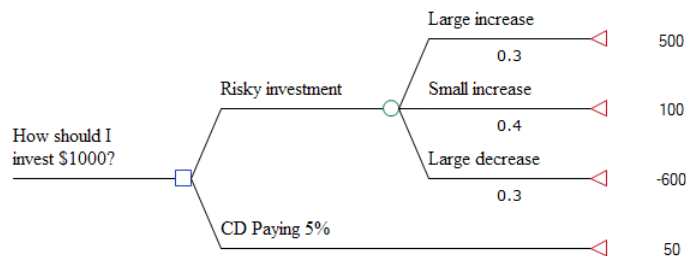 Large increase
500
0.3
Risky investment
Small increase
100
0.4
How should I
invest $1000?
Large decrease
-600
0.3
CD Paying 5%
50